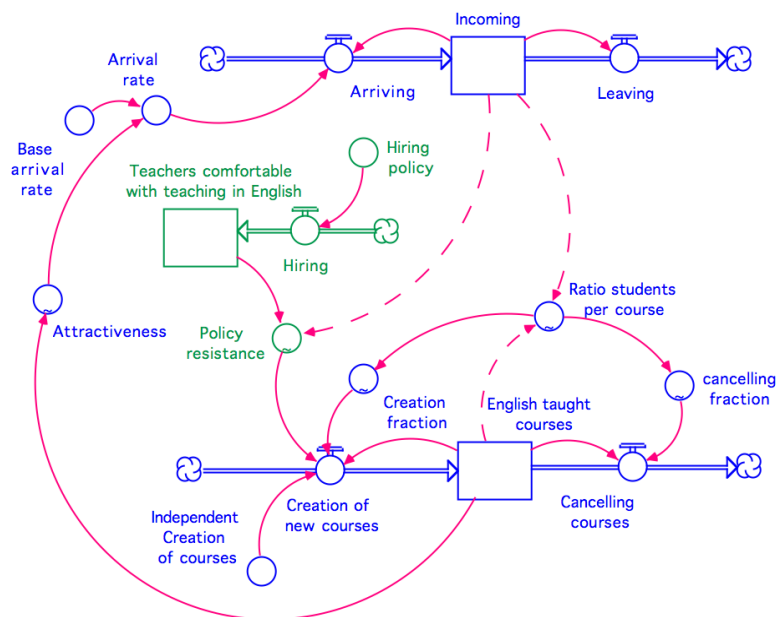 Incoming
Arrival
rate
Arriving
Leaving
Base
arrival
rate
Hiring
policy
Teachers comfortable
with teaching in English
Hiring
Attractiveness
Policy
resistance
Ratio students
per course
Creation
fraction
English taught
courses
cancelling
fraction
Independent
Creation
of courses
Creation of
new courses
Cancelling
courses